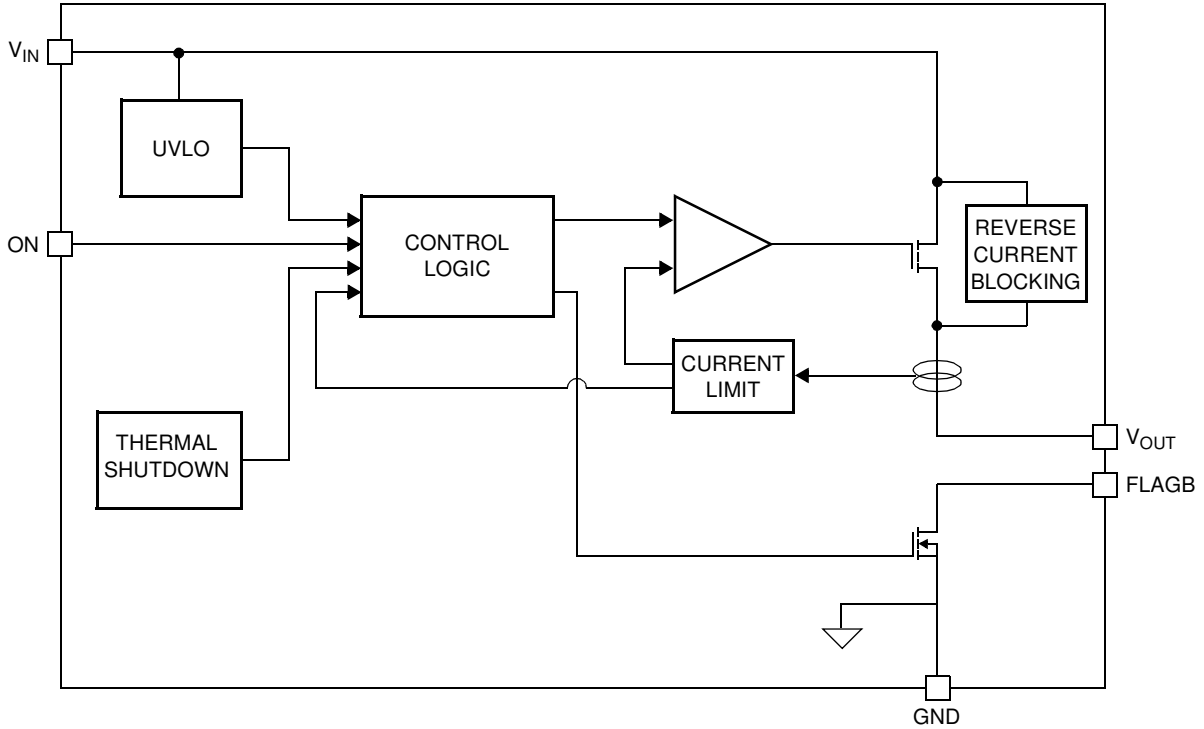 VIN
UVLO
ON
CONTROL
LOGIC
REVERSE
CURRENT
BLOCKING
CURRENT
LIMIT
THERMAL
SHUTDOWN
VOUT
FLAGB
GND